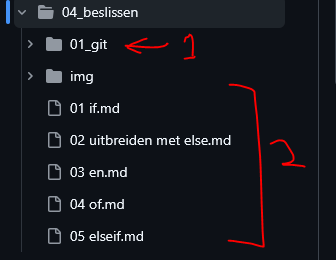 04_beslissen
01_git 1
img
01 if.md
02 uitbreiden met else.md
03 en.md 2
04 of.md
05 elseif.md